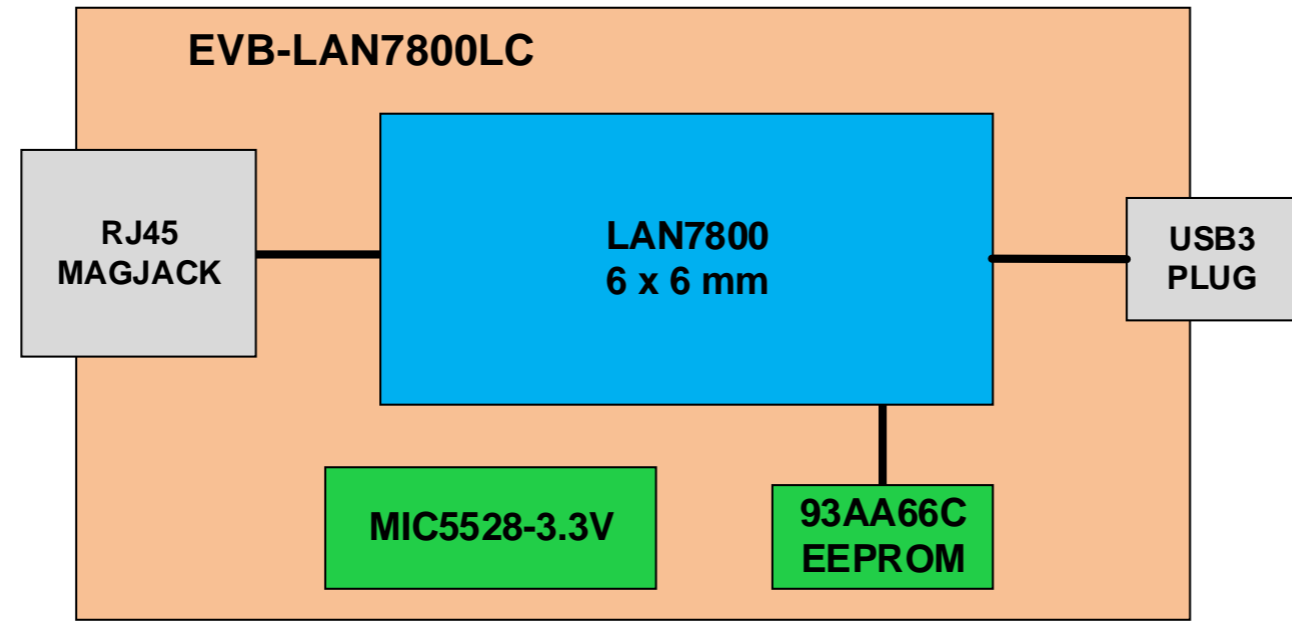 EVB-LAN7800LC
RJ45
MAGJACK
LAN7800
6 x 6 mm
USB3
PLUG
MIC5528-3.3V
93AA66C
EEPROM